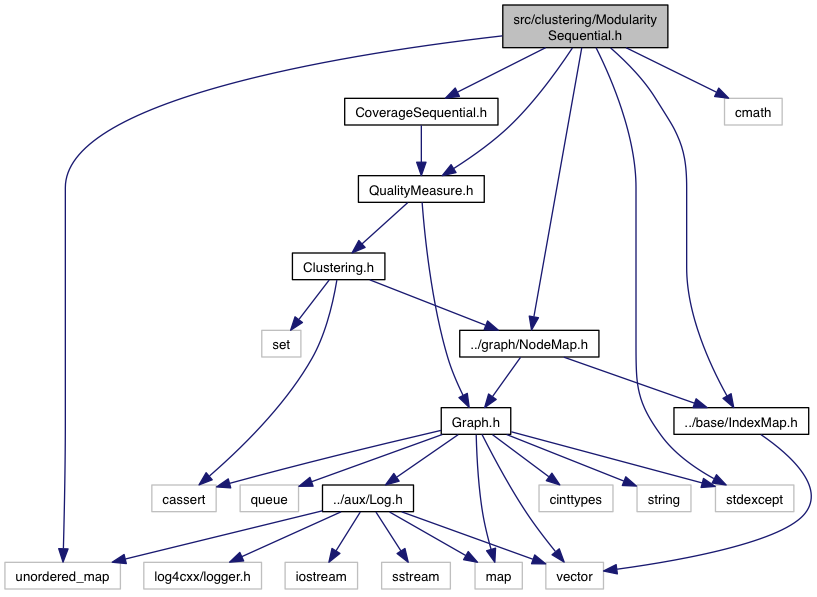 src/clustering/Modularity
Sequential.h
CoverageSequential.h
cmath
QualityMeasure.h
Clustering.h
set
../graph/NodeMap.h
Graph.h
../base/IndexMap.h
cassert
queue
../aux/Log.h
cinttypes
string
stdexcept
unordered_map
log4cxx/logger.h
iostream
sstream
map
vector